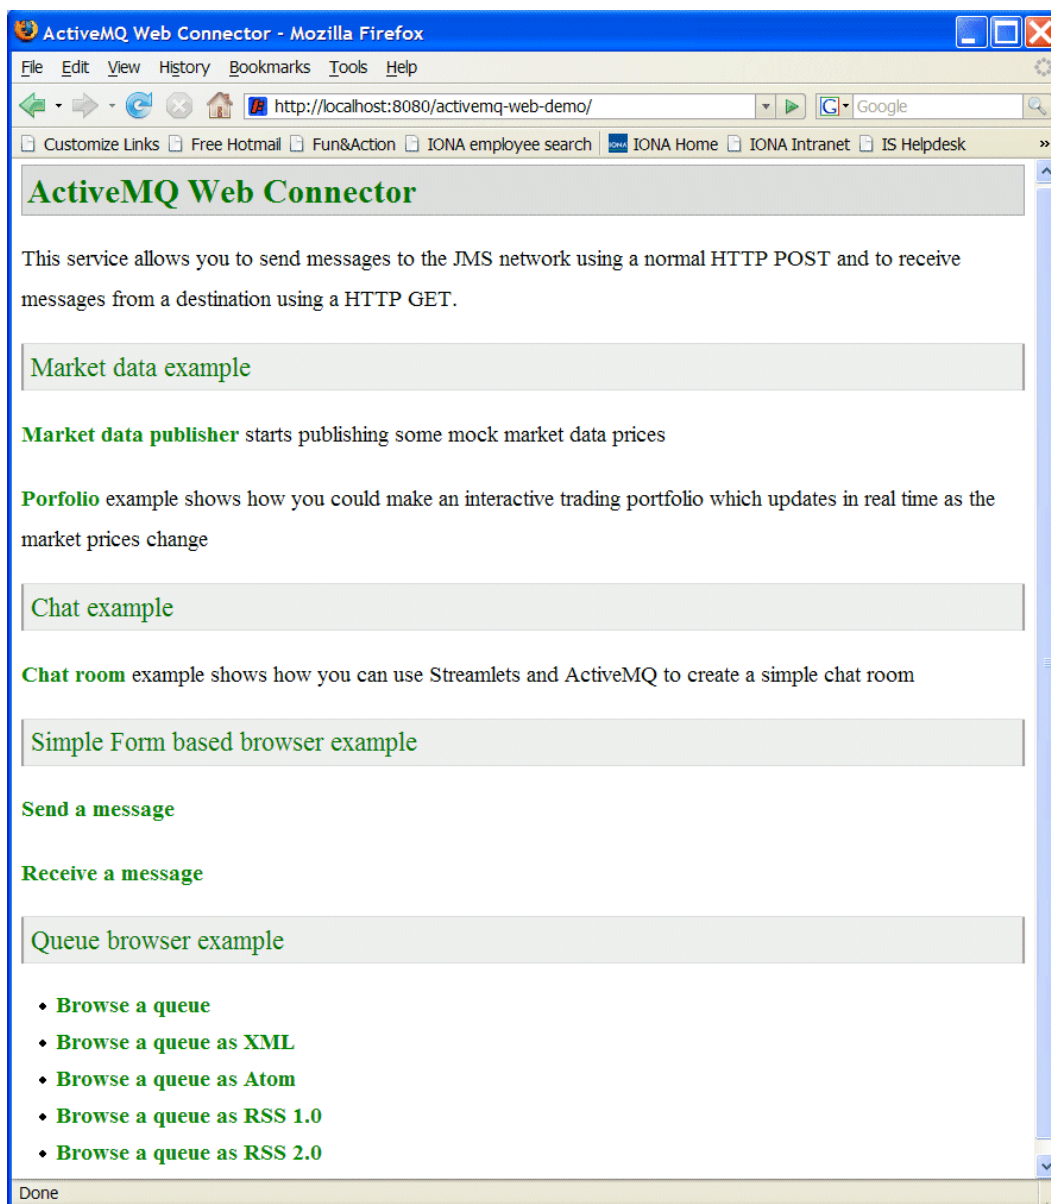 ActiveMQ Web Connector - Mozilla Firefox
File Edit View History Bookmarks Tools Help
http://localhost:8080/activemq-web-demo/ G Google
Customize Links Free Hotmail Fun&Action IONA employee search IONA IONA Home IONA Intranet IS Helpdesk »
ActiveMQ Web Connector
This service allows you to send messages to the JMS network using a normal HTTP POST and to receive
messages from a destination using a HTTP GET.
Market data example
Market data publisher starts publishing some mock market data prices
Porfolio example shows how you could make an interactive trading portfolio which updates in real time as the
market prices change
Chat example
Chat room example shows how you can use Streamlets and ActiveMQ to create a simple chat room
Simple Form based browser example
Send a message
Receive a message
Queue browser example
• Browse a queue
• Browse a queue as XML
• Browse a queue as Atom
• Browse a queue as RSS 1.0
• Browse a queue as RSS 2.0
Done